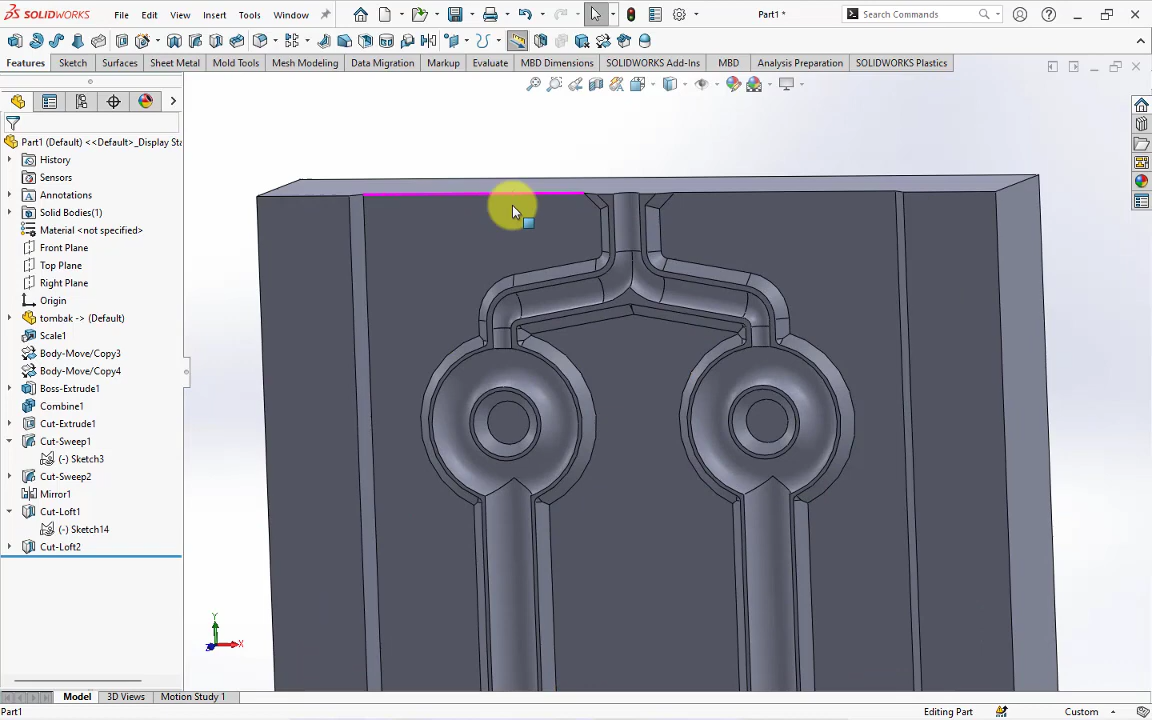 SOLIDWORKS File Edit View Insert Tools Window Part1 * Search Commands
Features Sketch Surfaces Sheet Metal Mold Tools Mesh Modeling Data Migration Markup Evaluate MBD Dimensions SOLIDWORKS Add-Ins MBD Analysis Preparation SOLIDWORKS Plastics
Part1 (Default) <<Default>_Display Sta
History
Sensors
Annotations
Solid Bodies(1)
Material <not specified>
Front Plane
Top Plane
Right Plane
Origin
tombak -> (Default)
Scale1
Body-Move/Copy3
Body-Move/Copy4
Boss-Extrude1
Combine1
Cut-Extrude1
Cut-Sweep1
(-) Sketch3
Cut-Sweep2
Mirror1
Cut-Loft1
(-) Sketch14
Cut-Loft2
Y
X
Z
Model 3D Views Motion Study 1
Part1 Editing Part Custom